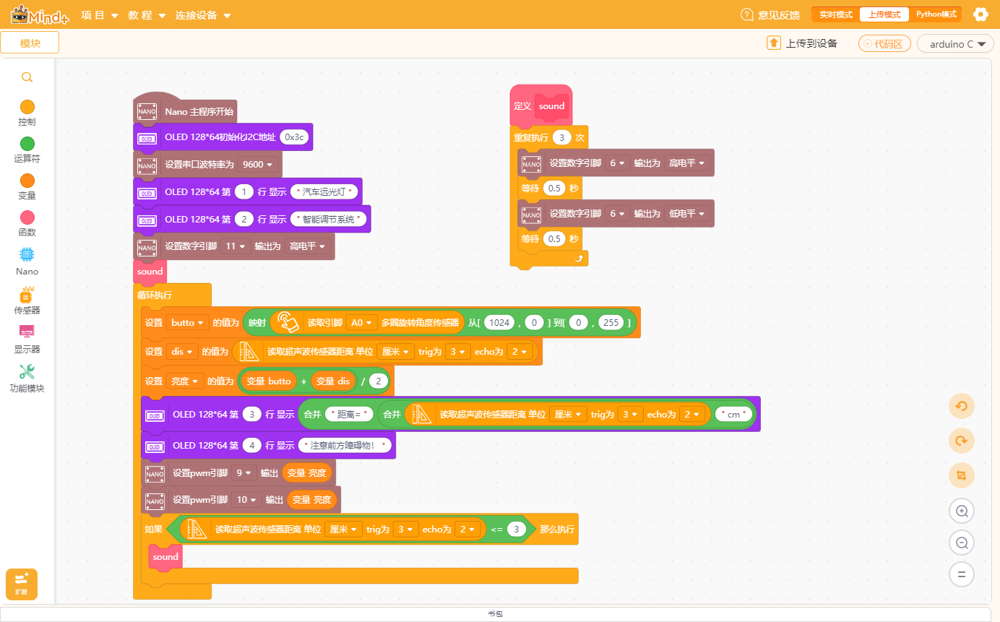 Mind+ 项目 教程 连接设备 意见反馈 实时模式 上传模式 Python模式
模块 上传到设备 代码区 arduino C
控制
运算符
变量
函数
Nano
传感器
显示器
功能模块
扩展
NANO Nano 主程序开始
OLED OLED 128*64初始化I2C地址 0x3c
NANO 设置串口波特率为 9600
OLED OLED 128*64 第 1 行 显示 "汽车远光灯"
OLED OLED 128*64 第 2 行 显示 "智能调节系统"
NANO 设置数字引脚 11 输出为 高电平
sound
循环执行
设置 butto 的值为 映射 读取引脚 A0 多圈旋转角度传感器 从[ 1024 , 0 ] 到[ 0 , 255 ]
设置 dis 的值为 读取超声波传感器距离 单位 厘米 trig为 3 echo为 2
设置 亮度 的值为 变量 butto + 变量 dis / 2
OLED OLED 128*64 第 3 行 显示 合并 "距离=" 合并 读取超声波传感器距离 单位 厘米 trig为 3 echo为 2 "cm"
OLED OLED 128*64 第 4 行 显示 "注意前方障碍物！"
NANO 设置pwm引脚 9 输出 变量 亮度
NANO 设置pwm引脚 10 输出 变量 亮度
如果 读取超声波传感器距离 单位 厘米 trig为 3 echo为 2 <= 3 那么执行
sound
定义 sound
重复执行 3 次
NANO 设置数字引脚 6 输出为 高电平
等待 0.5 秒
NANO 设置数字引脚 6 输出为 低电平
等待 0.5 秒
书包